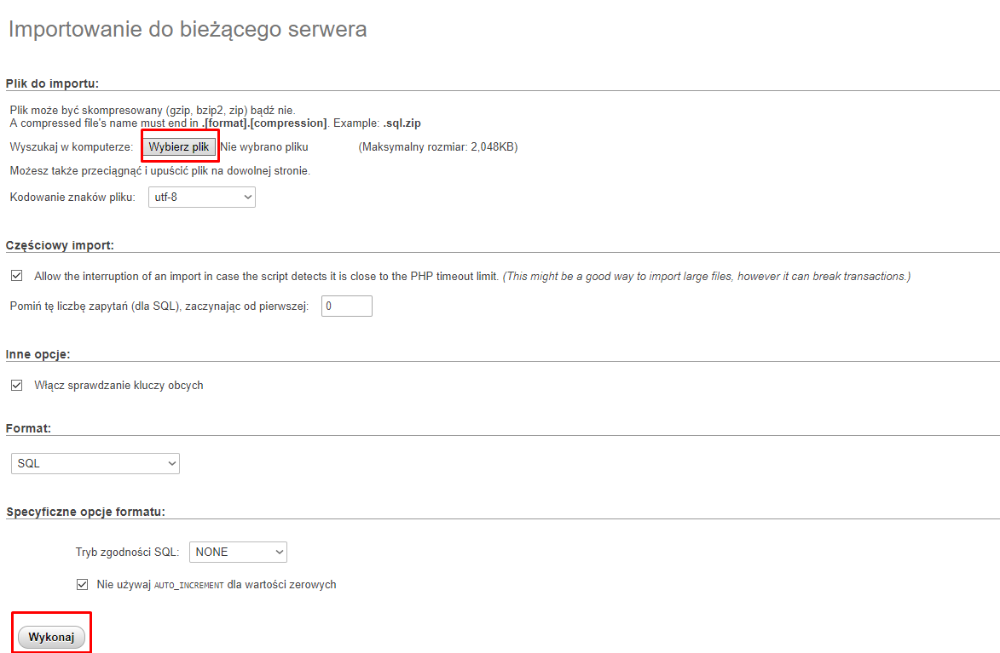 Importowanie do bieżącego serwera
Plik do importu:
Plik może być skompresowany (gzip, bzip2, zip) bądź nie.
A compressed file's name must end in .[format].[compression]. Example: .sql.zip
Wyszukaj w komputerze: Wybierz plik Nie wybrano pliku (Maksymalny rozmiar: 2,048KB)
Możesz także przeciągnąć i upuścić plik na dowolnej stronie.
Kodowanie znaków pliku: utf-8
Częściowy import:
Allow the interruption of an import in case the script detects it is close to the PHP timeout limit. (This might be a good way to import large files, however it can break transactions.)
Pomiń tę liczbę zapytań (dla SQL), zaczynając od pierwszej: 0
Inne opcje:
Włącz sprawdzanie kluczy obcych
Format:
SQL
Specyficzne opcje formatu:
Tryb zgodności SQL: NONE
Nie używaj AUTO_INCREMENT dla wartości zerowych
Wykonaj